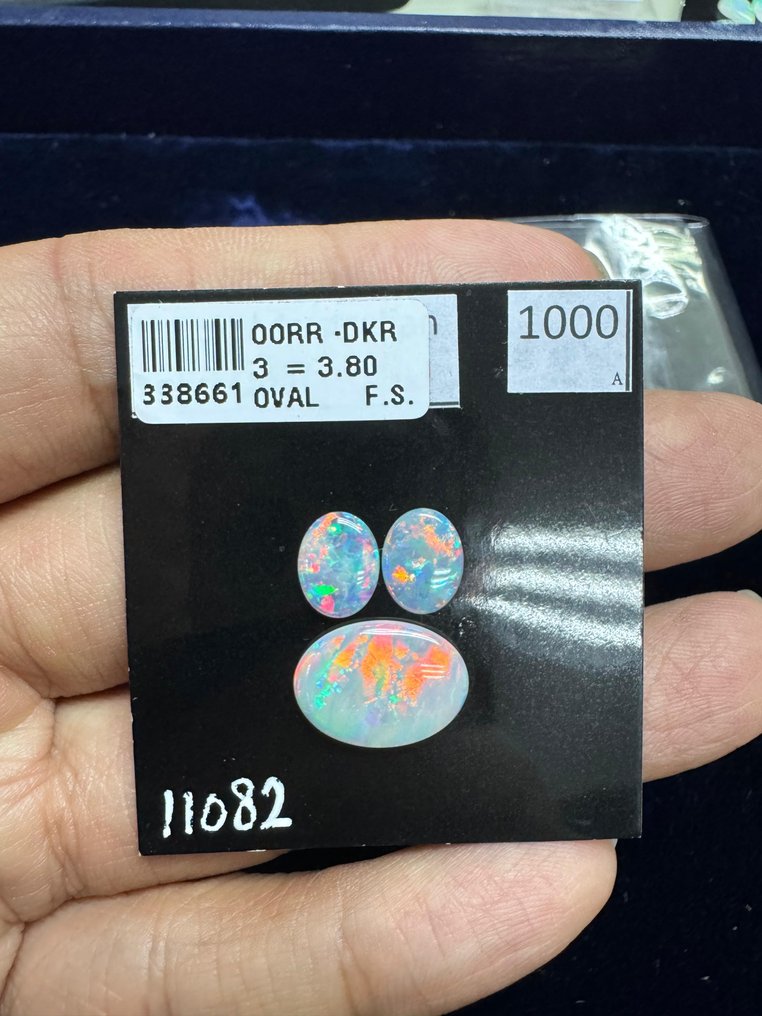 OORR -DKR
3 = 3.80
338661 OVAL F.S.
1000
A
11082